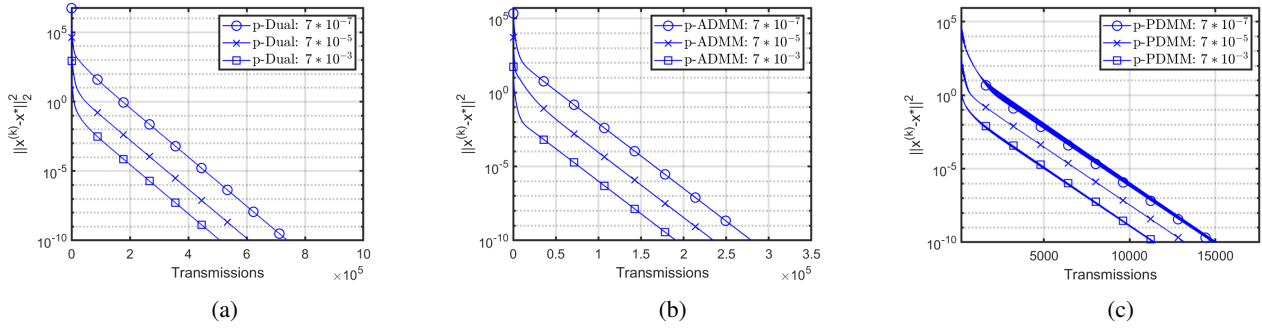 p-Dual: 7 * 10^-7
p-Dual: 7 * 10^-5
p-Dual: 7 * 10^-3
10^5
10^0
10^-5
10^-10
||x^(k)-x*||_2^2
0 2 4 6 8 10
Transmissions
×10^5
(a)
p-ADMM: 7 * 10^-7
p-ADMM: 7 * 10^-5
p-ADMM: 7 * 10^-3
10^5
10^0
10^-5
10^-10
||x^(k)-x*||^2
0 0.5 1 1.5 2 2.5 3 3.5
Transmissions
×10^5
(b)
p-PDMM: 7 * 10^-7
p-PDMM: 7 * 10^-5
p-PDMM: 7 * 10^-3
10^5
10^0
10^-5
10^-10
||x^(k)-x*||^2
5000 10000 15000
Transmissions
(c)